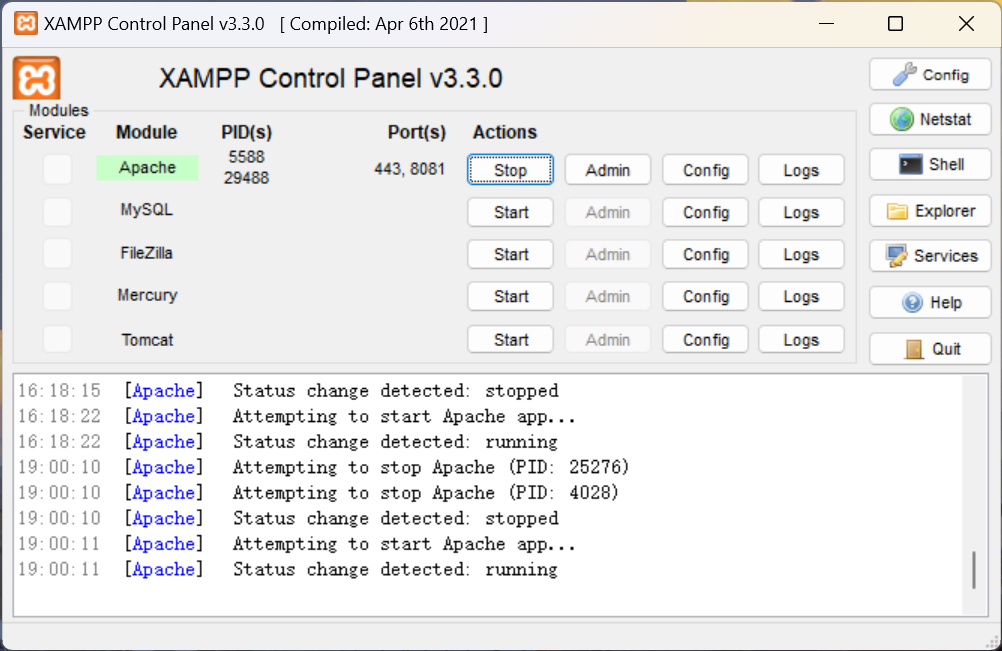 XAMPP Control Panel v3.3.0 [ Compiled: Apr 6th 2021 ]
XAMPP Control Panel v3.3.0
Config
Modules
Service Module PID(s) Port(s) Actions
Netstat
Apache 5588 29488 443, 8081 Stop Admin Config Logs
Shell
MySQL Start Admin Config Logs
Explorer
FileZilla Start Admin Config Logs
Services
Mercury Start Admin Config Logs
Help
Tomcat Start Admin Config Logs
Quit
16:18:15 [Apache] Status change detected: stopped
16:18:22 [Apache] Attempting to start Apache app...
16:18:22 [Apache] Status change detected: running
19:00:10 [Apache] Attempting to stop Apache (PID: 25276)
19:00:10 [Apache] Attempting to stop Apache (PID: 4028)
19:00:10 [Apache] Status change detected: stopped
19:00:11 [Apache] Attempting to start Apache app...
19:00:11 [Apache] Status change detected: running